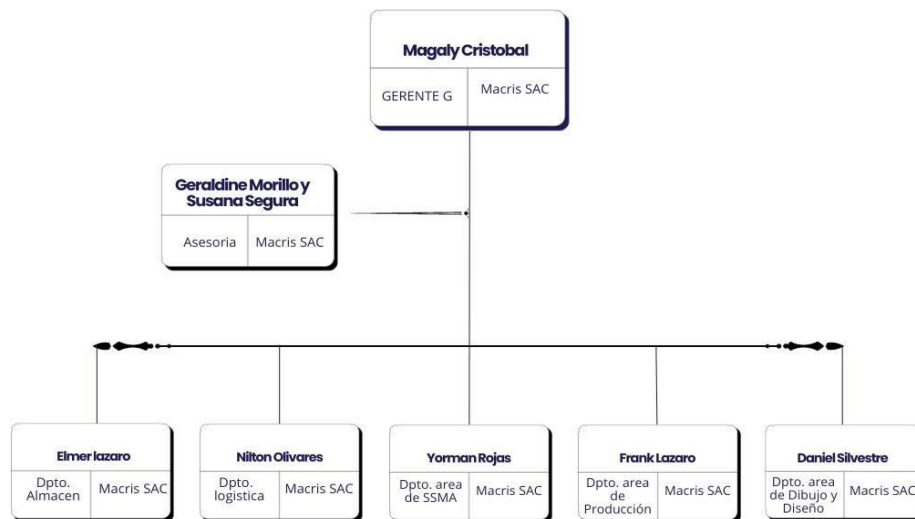 Magaly Cristobal
GERENTE G
Macris SAC
Geraldine Morillo y
Susana Segura
Asesoria
Macris SAC
Elmer lazaro
Dpto.
Almacen
Macris SAC
Nilton Olivares
Dpto.
logistica
Macris SAC
Yorman Rojas
Dpto. area
de SSMA
Macris SAC
Frank Lazaro
Dpto. area
de
Producción
Macris SAC
Daniel Silvestre
Dpto. area
de Dibujo y
Diseño
Macris SAC